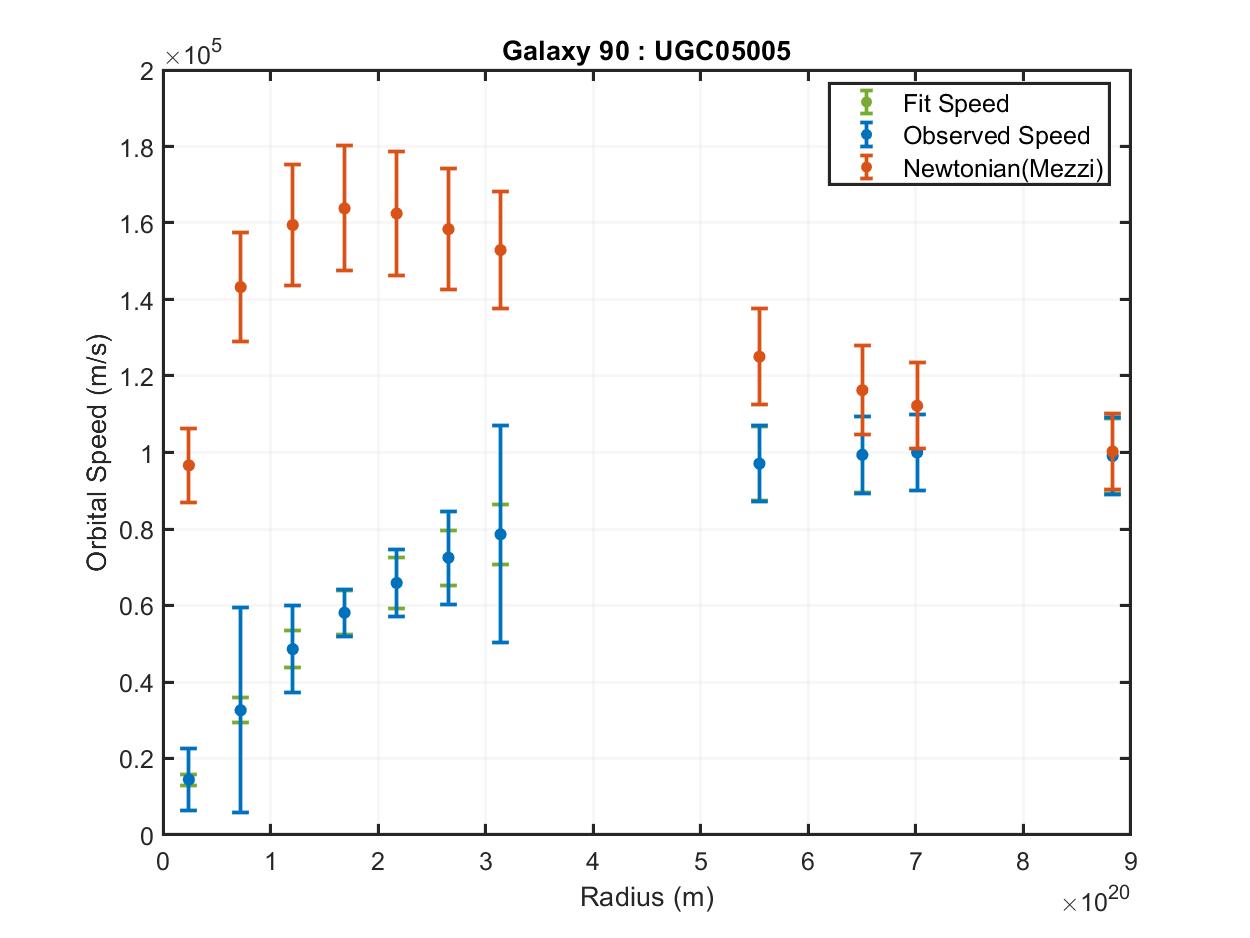 Galaxy 90 : UGC05005
×10^5
2
1.8
1.6
1.4
1.2
1
0.8
0.6
0.4
0.2
0
Orbital Speed (m/s)
Fit Speed
Observed Speed
Newtonian(Mezzi)
0 1 2 3 4 5 6 7 8 9
Radius (m)
×10^20